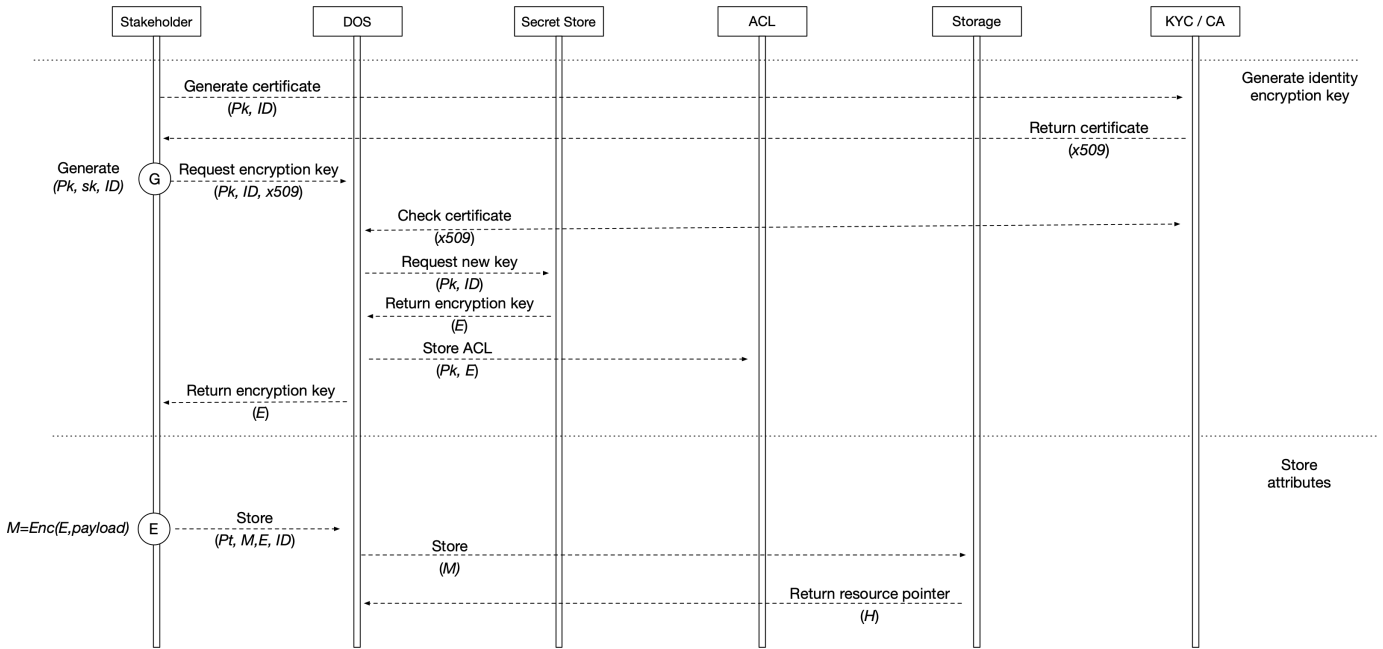 Stakeholder
DOS
Secret Store
ACL
Storage
KYC / CA
Generate identity
encryption key
Generate certificate
(Pk, ID)
Return certificate
(x509)
Generate
(Pk, sk, ID)
G
Request encryption key
(Pk, ID, x509)
Check certificate
(x509)
Request new key
(Pk, ID)
Return encryption key
(E)
Store ACL
(Pk, E)
Return encryption key
(E)
Store
attributes
M=Enc(E,payload)
E
Store
(Pt, M,E, ID)
Store
(M)
Return resource pointer
(H)